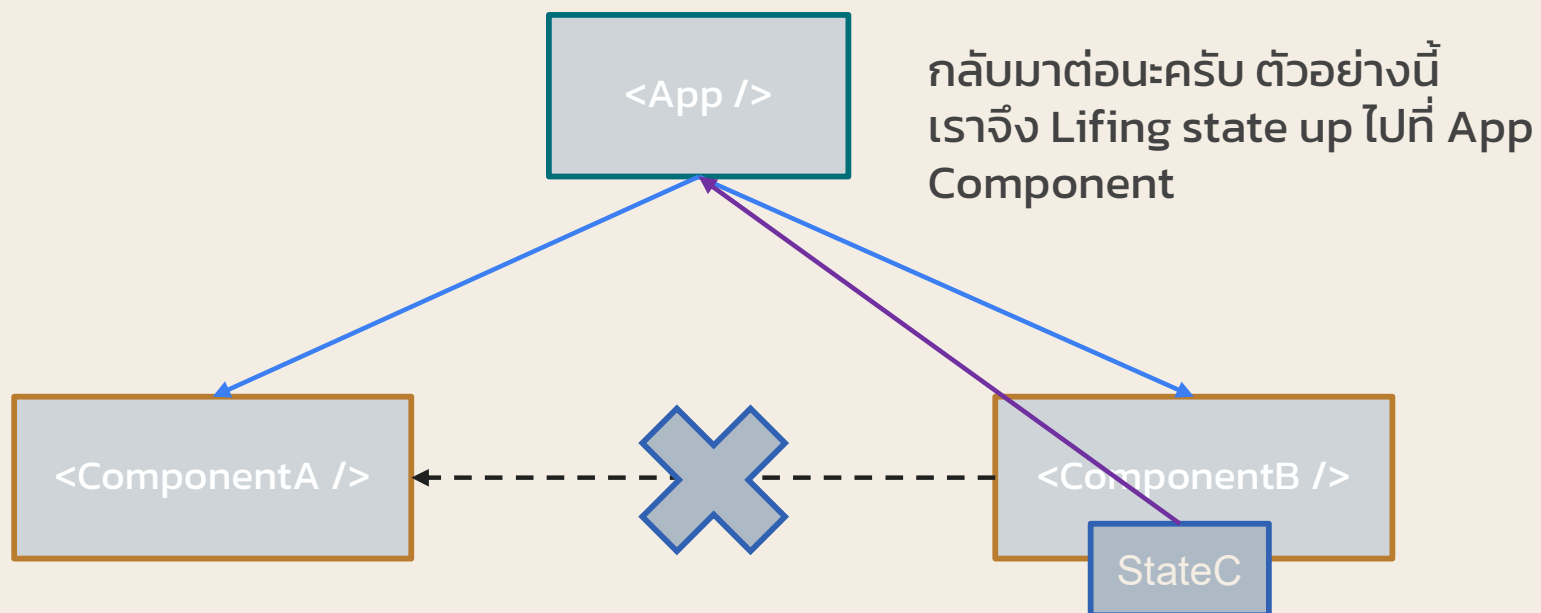 <App />
กลับมาต่อนะครับ ตัวอย่างนี้
เราจึง Lifing state up ไปที่ App
Component
<ComponentA />
<ComponentB />
StateC